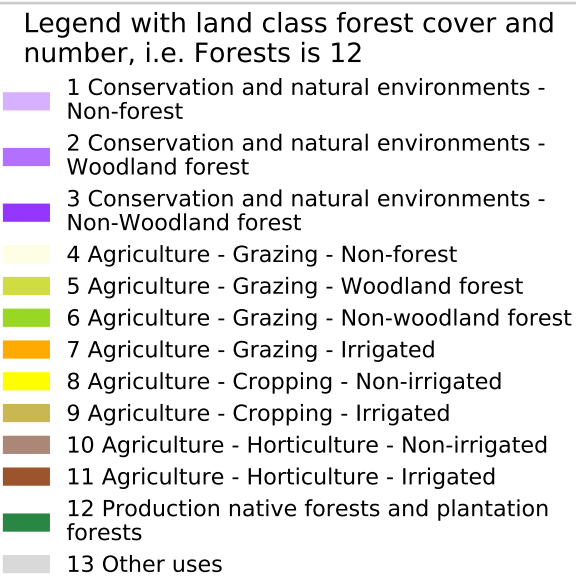 Legend with land class forest cover and
number, i.e. Forests is 12
1 Conservation and natural environments -
Non-forest
2 Conservation and natural environments -
Woodland forest
3 Conservation and natural environments -
Non-Woodland forest
4 Agriculture - Grazing - Non-forest
5 Agriculture - Grazing - Woodland forest
6 Agriculture - Grazing - Non-woodland forest
7 Agriculture - Grazing - Irrigated
8 Agriculture - Cropping - Non-irrigated
9 Agriculture - Cropping - Irrigated
10 Agriculture - Horticulture - Non-irrigated
11 Agriculture - Horticulture - Irrigated
12 Production native forests and plantation
forests
13 Other uses